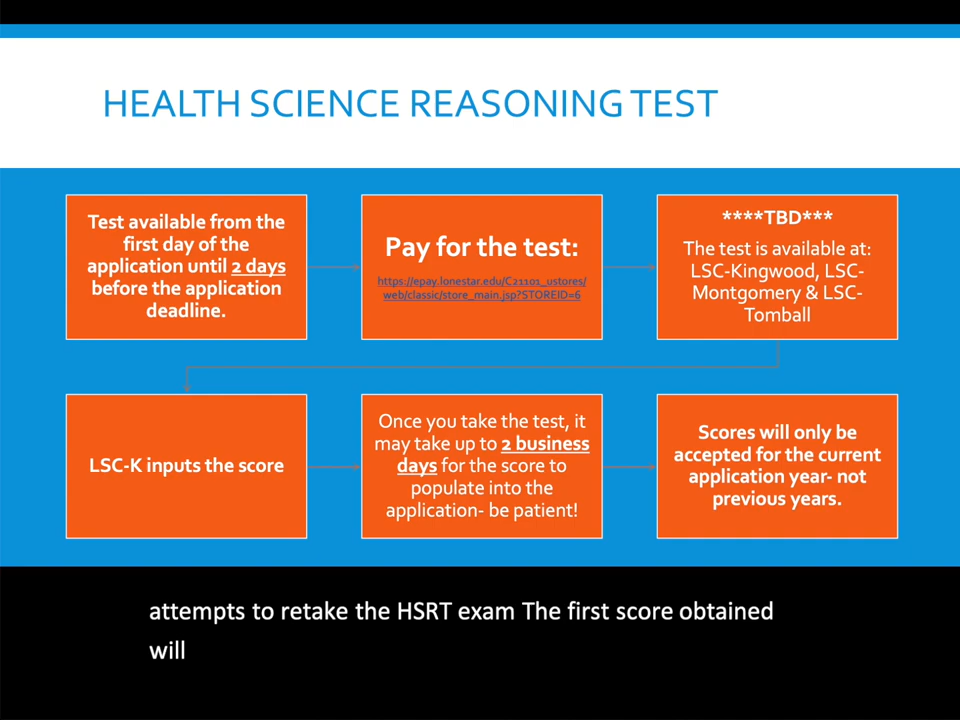 HEALTH SCIENCE REASONING TEST
Test available from the
first day of the
application until 2 days
before the application
deadline.
Pay for the test:
https://epay.lonestar.edu/C21101_ustores/
web/classic/store_main.jsp?STOREID=6
****TBD***
The test is available at:
LSC-Kingwood, LSC-
Montgomery & LSC-
Tomball
LSC-K inputs the score
Once you take the test, it
may take up to 2 business
days for the score to
populate into the
application- be patient!
Scores will only be
accepted for the current
application year- not
previous years.
attempts to retake the HSRT exam The first score obtained
will